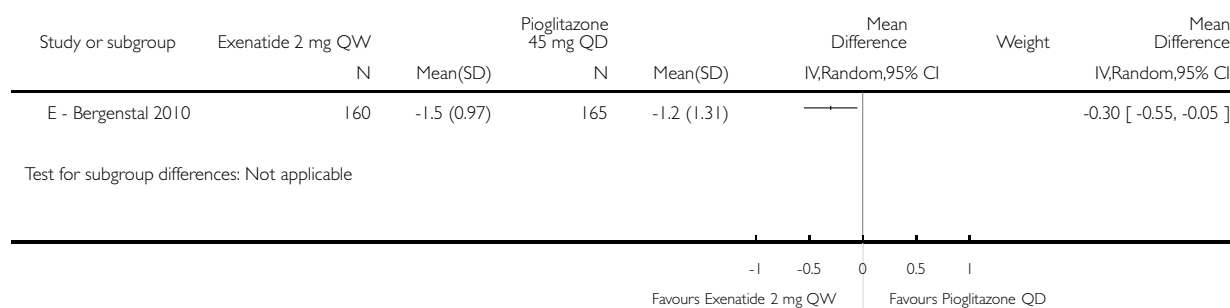 Study or subgroup Exenatide 2 mg QW Pioglitazone 45 mg QD Mean Difference Weight Mean Difference
N Mean(SD) N Mean(SD) IV,Random,95% CI IV,Random,95% CI
E - Bergenstal 2010 160 -1.5 (0.97) 165 -1.2 (1.31) -0.30 [ -0.55, -0.05 ]
Test for subgroup differences: Not applicable
-1 -0.5 0 0.5 1
Favours Exenatide 2 mg QW Favours Pioglitazone QD